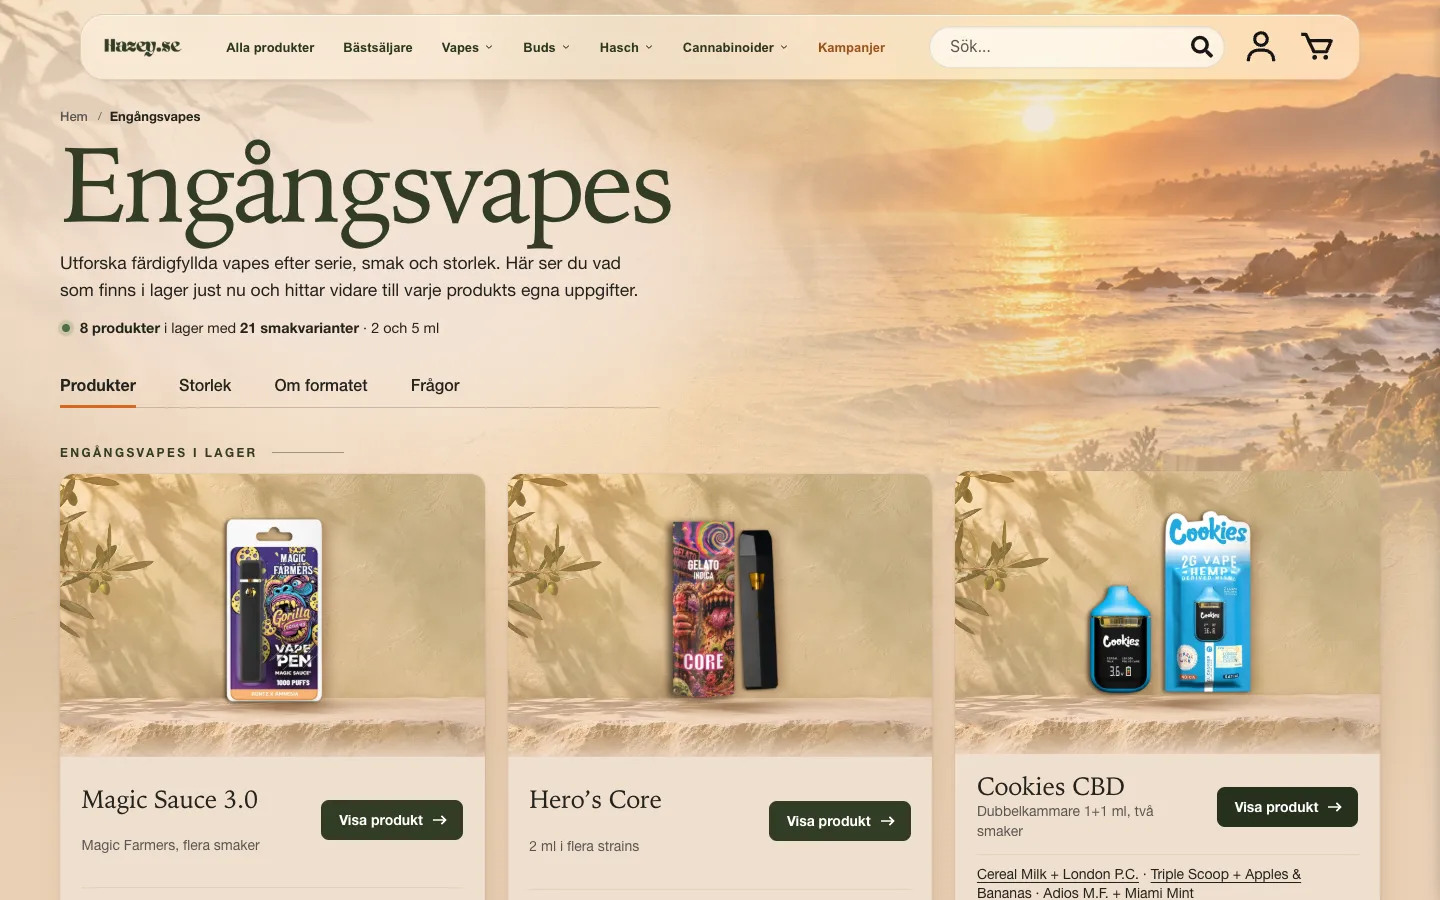 Hazey.se
Alla produkter
Bästsäljare
Vapes
Buds
Hasch
Cannabinoider
Kampanjer
Sök...
Hem / Engångsvapes
Engångsvapes
Utforska färdigfyllda vapes efter serie, smak och storlek. Här ser du vad
som finns i lager just nu och hittar vidare till varje produkts egna uppgifter.
8 produkter i lager med 21 smakvarianter · 2 och 5 ml
Produkter
Storlek
Om formatet
Frågor
ENGÅNGSVAPES I LAGER
MAGIC
FARMERS
Gorilla
VAPE
PEN
MAGIC SAUCE
1000 PUFFS
GELATO
INDICA
CORE
Cookies
2G VAPE
HEMP
Cookies
3.6v
Cookies
Magic Sauce 3.0
Magic Farmers, flera smaker
Visa produkt →
Hero’s Core
2 ml i flera strains
Visa produkt →
Cookies CBD
Dubbelkammare 1+1 ml, två
smaker
Visa produkt →
Cereal Milk + London P.C. · Triple Scoop + Apples &
Bananas · Adios M.F. + Miami Mint